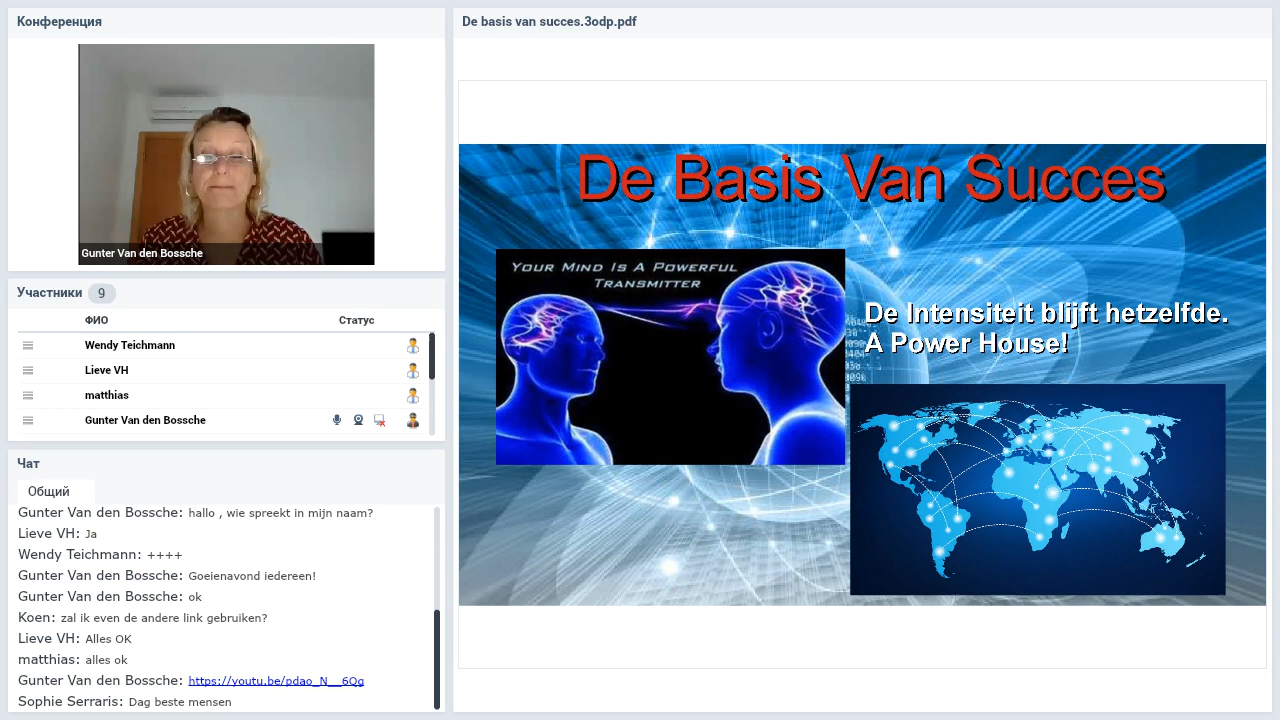 Конференция
Gunter Van den Bossche
Участники 9
ФИО Статус
Wendy Teichmann
Lieve VH
matthias
Gunter Van den Bossche
Чат
Общий
Gunter Van den Bossche: hallo , wie spreekt in mijn naam?
Lieve VH: Ja
Wendy Teichmann: ++++
Gunter Van den Bossche: Goeienavond iedereen!
Gunter Van den Bossche: ok
Koen: zal ik even de andere link gebruiken?
Lieve VH: Alles OK
matthias: alles ok
Gunter Van den Bossche: https://youtu.be/pdao_N__6Qg
Sophie Serraris: Dag beste mensen
De basis van succes.3odp.pdf
De Basis Van Succes
YOUR MIND IS A POWERFUL
TRANSMITTER
De Intensiteit blijft hetzelfde.
A Power House!